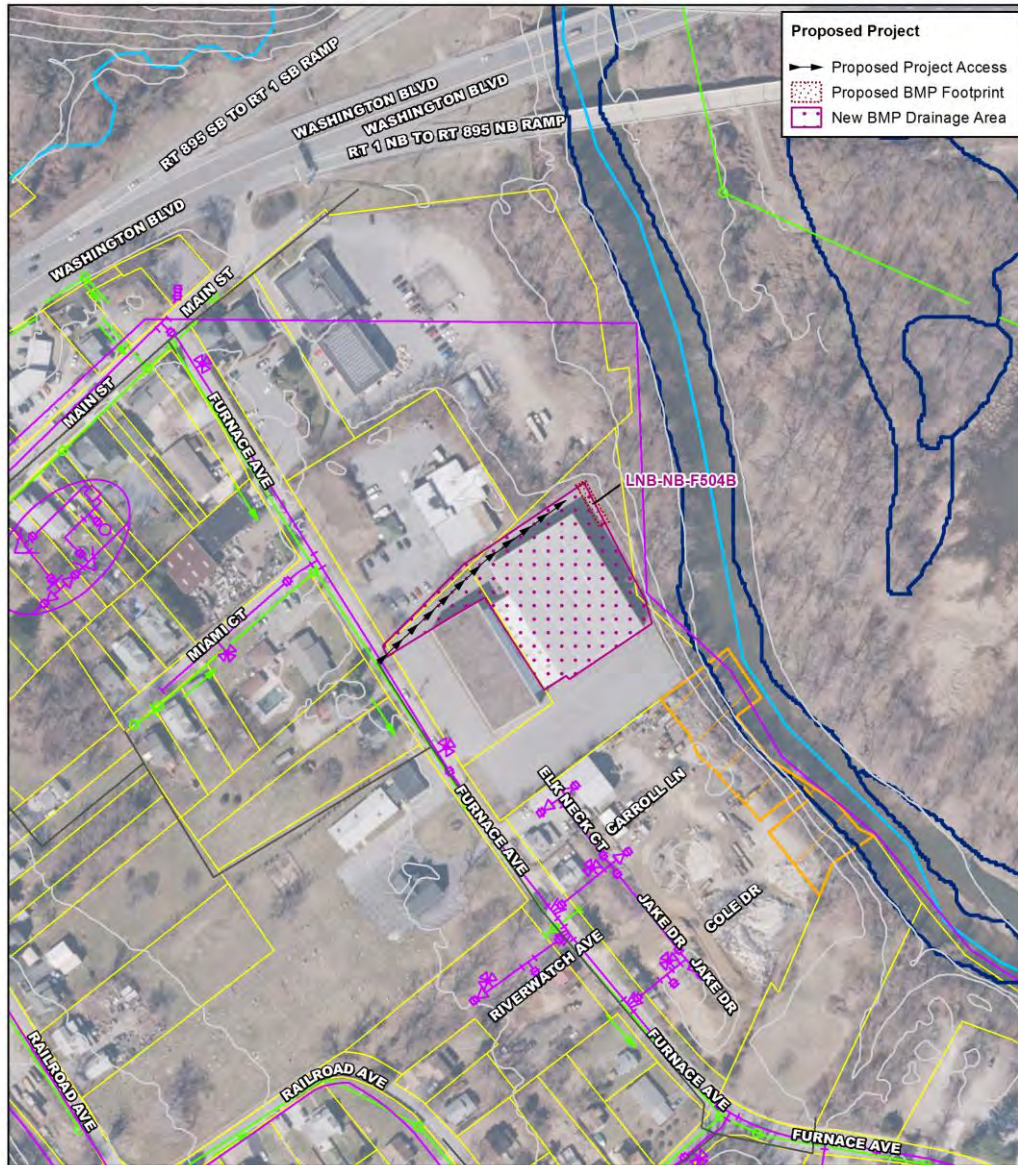 Proposed Project
Proposed Project Access
Proposed BMP Footprint
New BMP Drainage Area
RT 895 SB TO RT 1 SB RAMP
WASHINGTON BLVD
WASHINGTON BLVD
RT 1 NB TO RT 895 NB RAMP
WASHINGTON BLVD
MAIN ST
MAIN ST
FURNACE AVE
LNB-NB-F504B
MIAMI CT
FURNACE AVE
ELK NECK CT
CARROLL LN
JAKE DR
COLE DR
JAKE DR
RIVERWATCH AVE
FURNACE AVE
RAILROAD AVE
RAILROAD AVE
FURNACE AVE